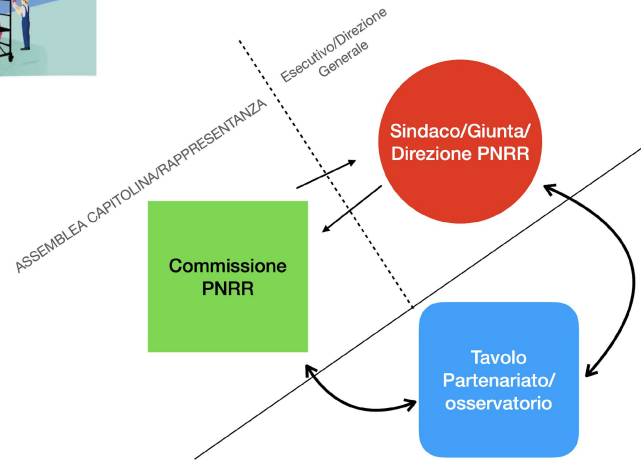 Esecutivo/Direzione
Generale
ASSEMBLEA CAPITOLINA/RAPPRESENTANZA
Sindaco/Giunta/
Direzione PNRR
Commissione
PNRR
Tavolo
Partenariato/
osservatorio